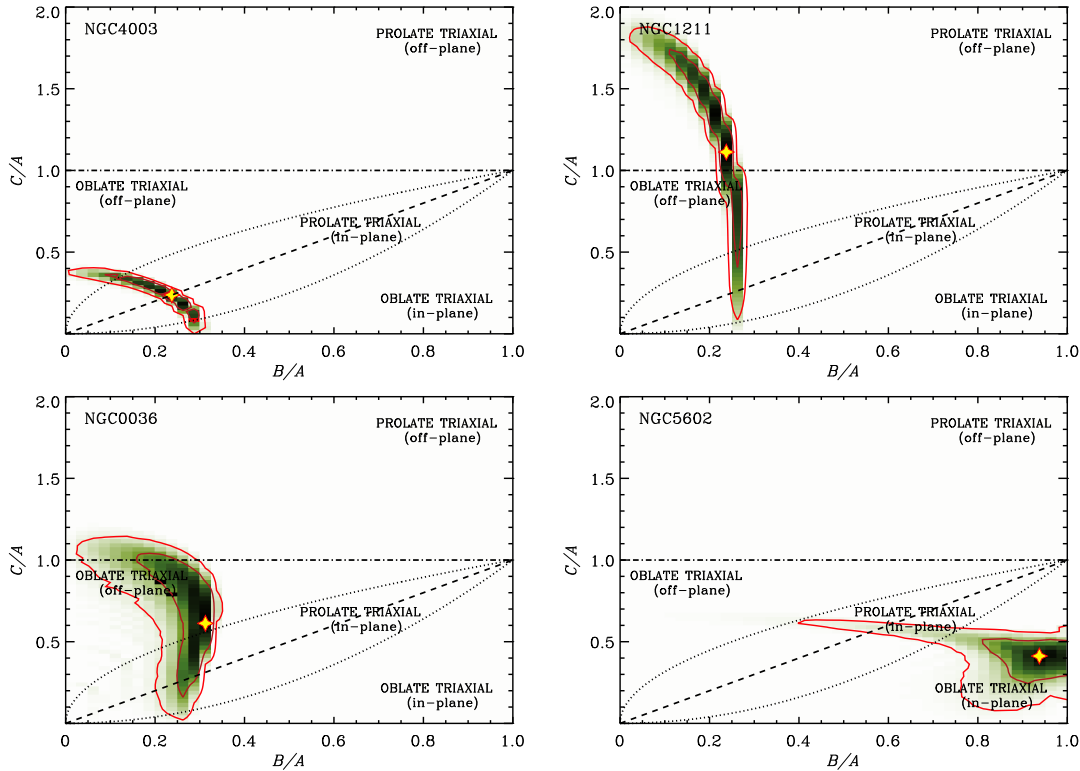 2.0
NGC4003
PROLATE TRIAXIAL
(off-plane)
1.5
C/A
1.0
OBLATE TRIAXIAL
(off-plane)
PROLATE TRIAXIAL
(in-plane)
0.5
OBLATE TRIAXIAL
(in-plane)
0 0.2 0.4 0.6 0.8 1.0
B/A
2.0
NGC1211
PROLATE TRIAXIAL
(off-plane)
1.5
C/A
1.0
OBLATE TRIAXIAL
(off-plane)
PROLATE TRIAXIAL
(in-plane)
0.5
OBLATE TRIAXIAL
(in-plane)
0 0.2 0.4 0.6 0.8 1.0
B/A
2.0
NGC0036
PROLATE TRIAXIAL
(off-plane)
1.5
C/A
1.0
OBLATE TRIAXIAL
(off-plane)
PROLATE TRIAXIAL
(in-plane)
0.5
OBLATE TRIAXIAL
(in-plane)
0 0.2 0.4 0.6 0.8 1.0
B/A
2.0
NGC5602
PROLATE TRIAXIAL
(off-plane)
1.5
C/A
1.0
OBLATE TRIAXIAL
(off-plane)
PROLATE TRIAXIAL
(in-plane)
0.5
OBLATE TRIAXIAL
(in-plane)
0 0.2 0.4 0.6 0.8 1.0
B/A